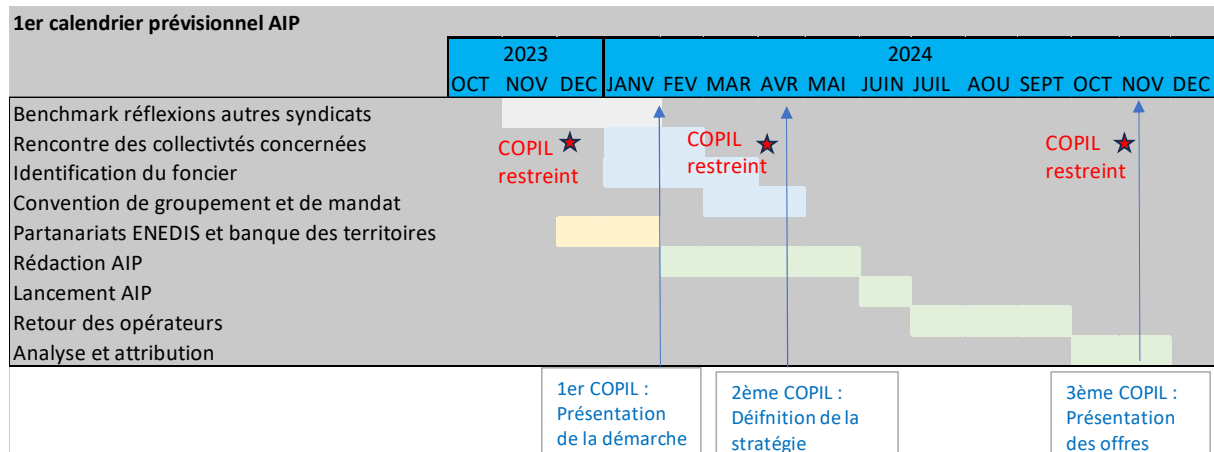 1er calendrier prévisionnel AIP
2023 2024
OCT NOV DEC JANV FEV MAR AVR MAI JUIN JUIL AOU SEPT OCT NOV DEC
Benchmark réflexions autres syndicats
Rencontre des collectivtés concernées
Identification du foncier
Convention de groupement et de mandat
Partanariats ENEDIS et banque des territoires
Rédaction AIP
Lancement AIP
Retour des opérateurs
Analyse et attribution
COPIL
restreint
COPIL
restreint
COPIL
restreint
1er COPIL :
Présentation
de la démarche
2ème COPIL :
Déifnition de la
stratégie
3ème COPIL :
Présentation
des offres